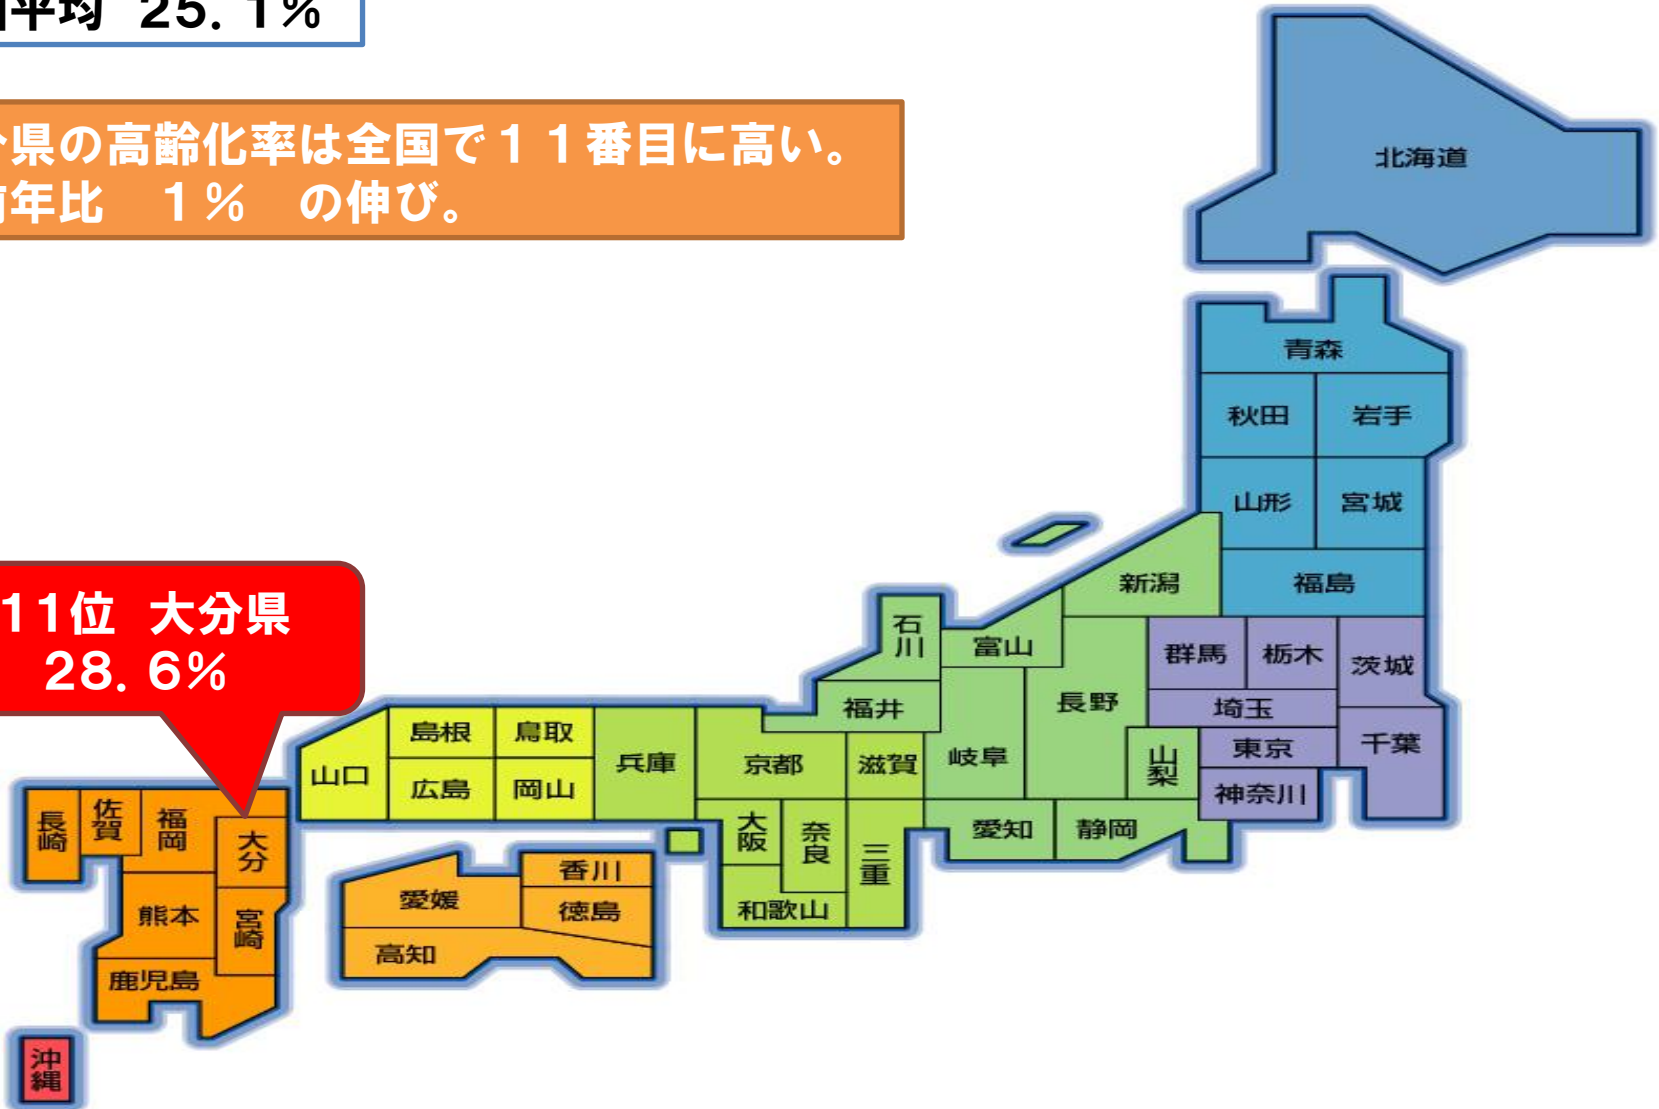 平均 25.1%
県の高齢化率は全国で11番目に高い。
年比 1% の伸び。
11位 大分県
28.6%
北海道
青森
秋田
岩手
山形
宮城
新潟
福島
石川
富山
群馬
栃木
茨城
福井
長野
埼玉
島根
鳥取
兵庫
京都
滋賀
岐阜
山梨
東京
千葉
山口
広島
岡山
神奈川
長崎
佐賀
福岡
大分
大阪
奈良
三重
愛知
静岡
香川
愛媛
徳島
和歌山
熊本
宮崎
高知
鹿児島
沖縄